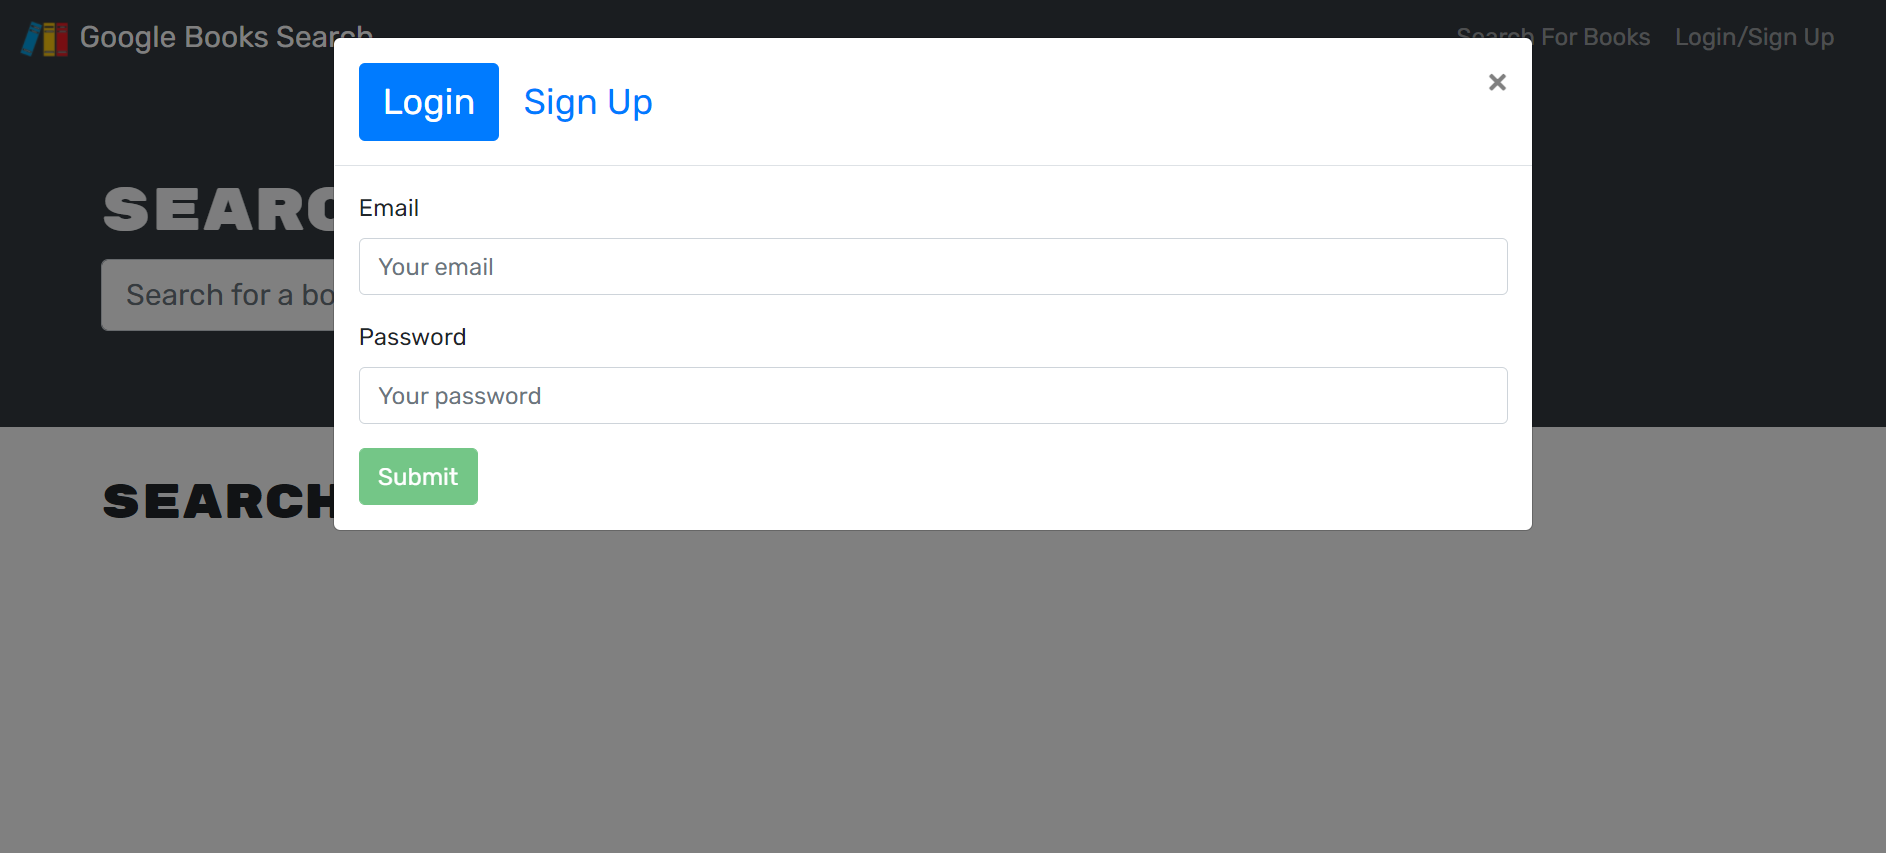 Google Books Search
Search For Books
Login/Sign Up
Login
Sign Up
×
SEARC
Search for a bo
Email
Your email
Password
Your password
Submit
SEARCH